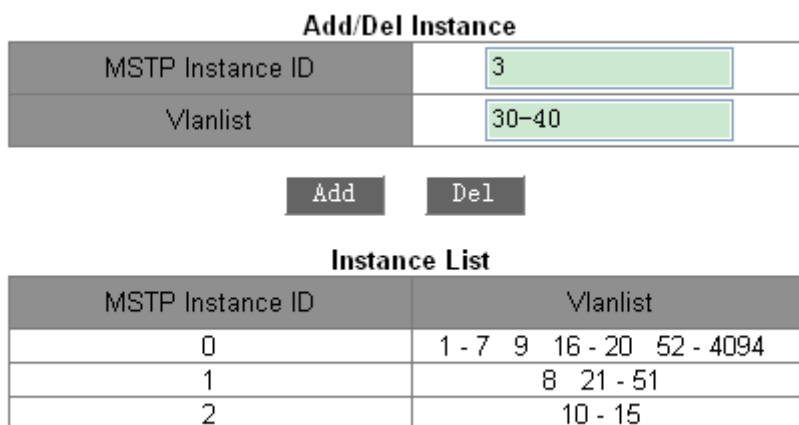 Add/Del Instance
MSTP Instance ID 3
Vlanlist 30-40
Add Del
Instance List
MSTP Instance ID Vlanlist
0 1 - 7 9 16 - 20 52 - 4094
1 8 21 - 51
2 10 - 15